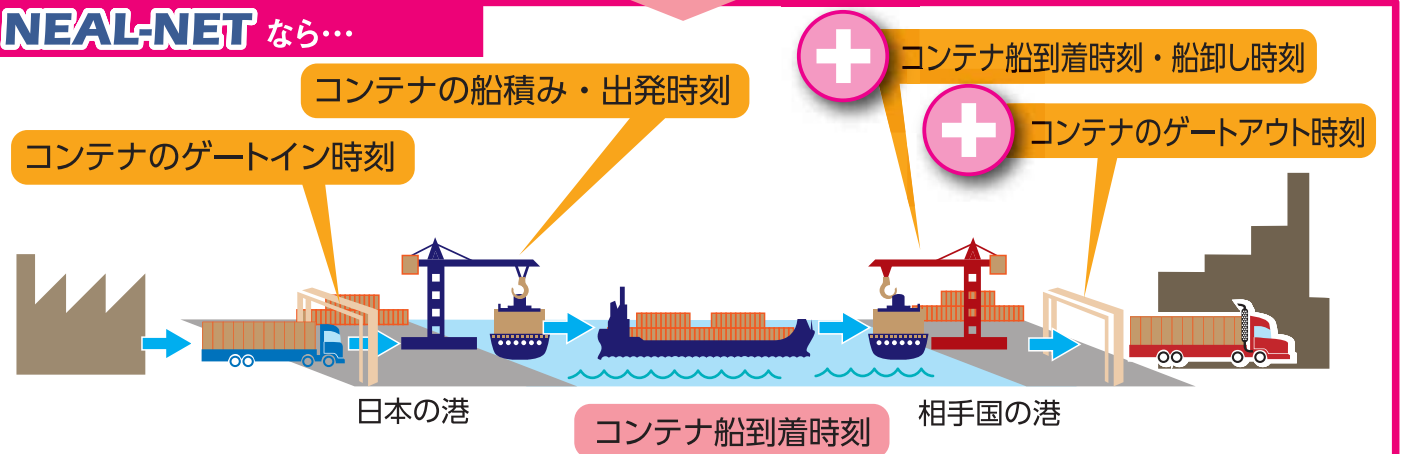 NEAL-NET なら…
コンテナ船到着時刻・船卸し時刻
コンテナの船積み・出発時刻
コンテナのゲートアウト時刻
コンテナのゲートイン時刻
日本の港
相手国の港
コンテナ船到着時刻